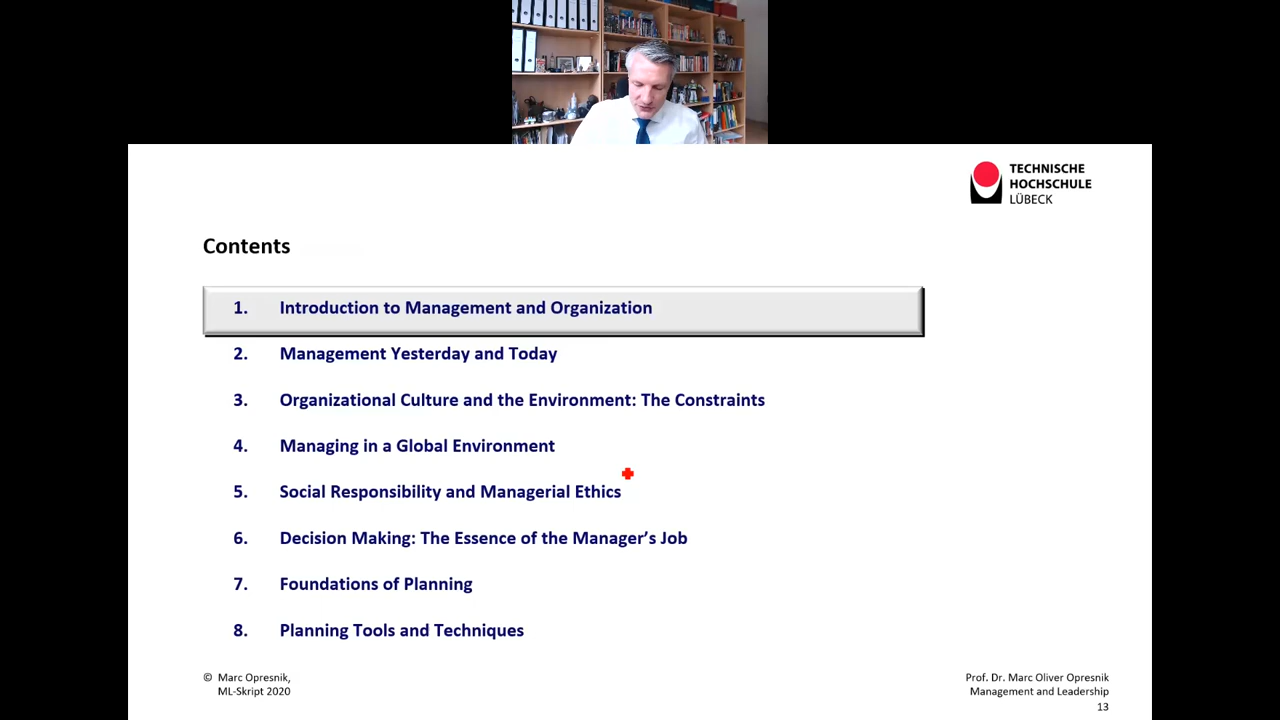 TECHNISCHE
HOCHSCHULE
LÜBECK
Contents
1. Introduction to Management and Organization
2. Management Yesterday and Today
3. Organizational Culture and the Environment: The Constraints
4. Managing in a Global Environment
5. Social Responsibility and Managerial Ethics
6. Decision Making: The Essence of the Manager’s Job
7. Foundations of Planning
8. Planning Tools and Techniques
© Marc Opresnik,
ML-Skript 2020
Prof. Dr. Marc Oliver Opresnik
Management and Leadership
13